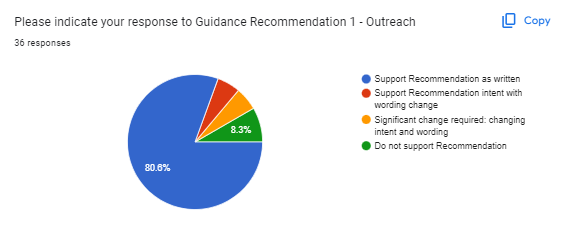 Please indicate your response to Guidance Recommendation 1 - Outreach
Copy
36 responses
Support Recommendation as written
Support Recommendation intent with
wording change
Significant change required: changing
intent and wording
Do not support Recommendation
8.3%
80.6%